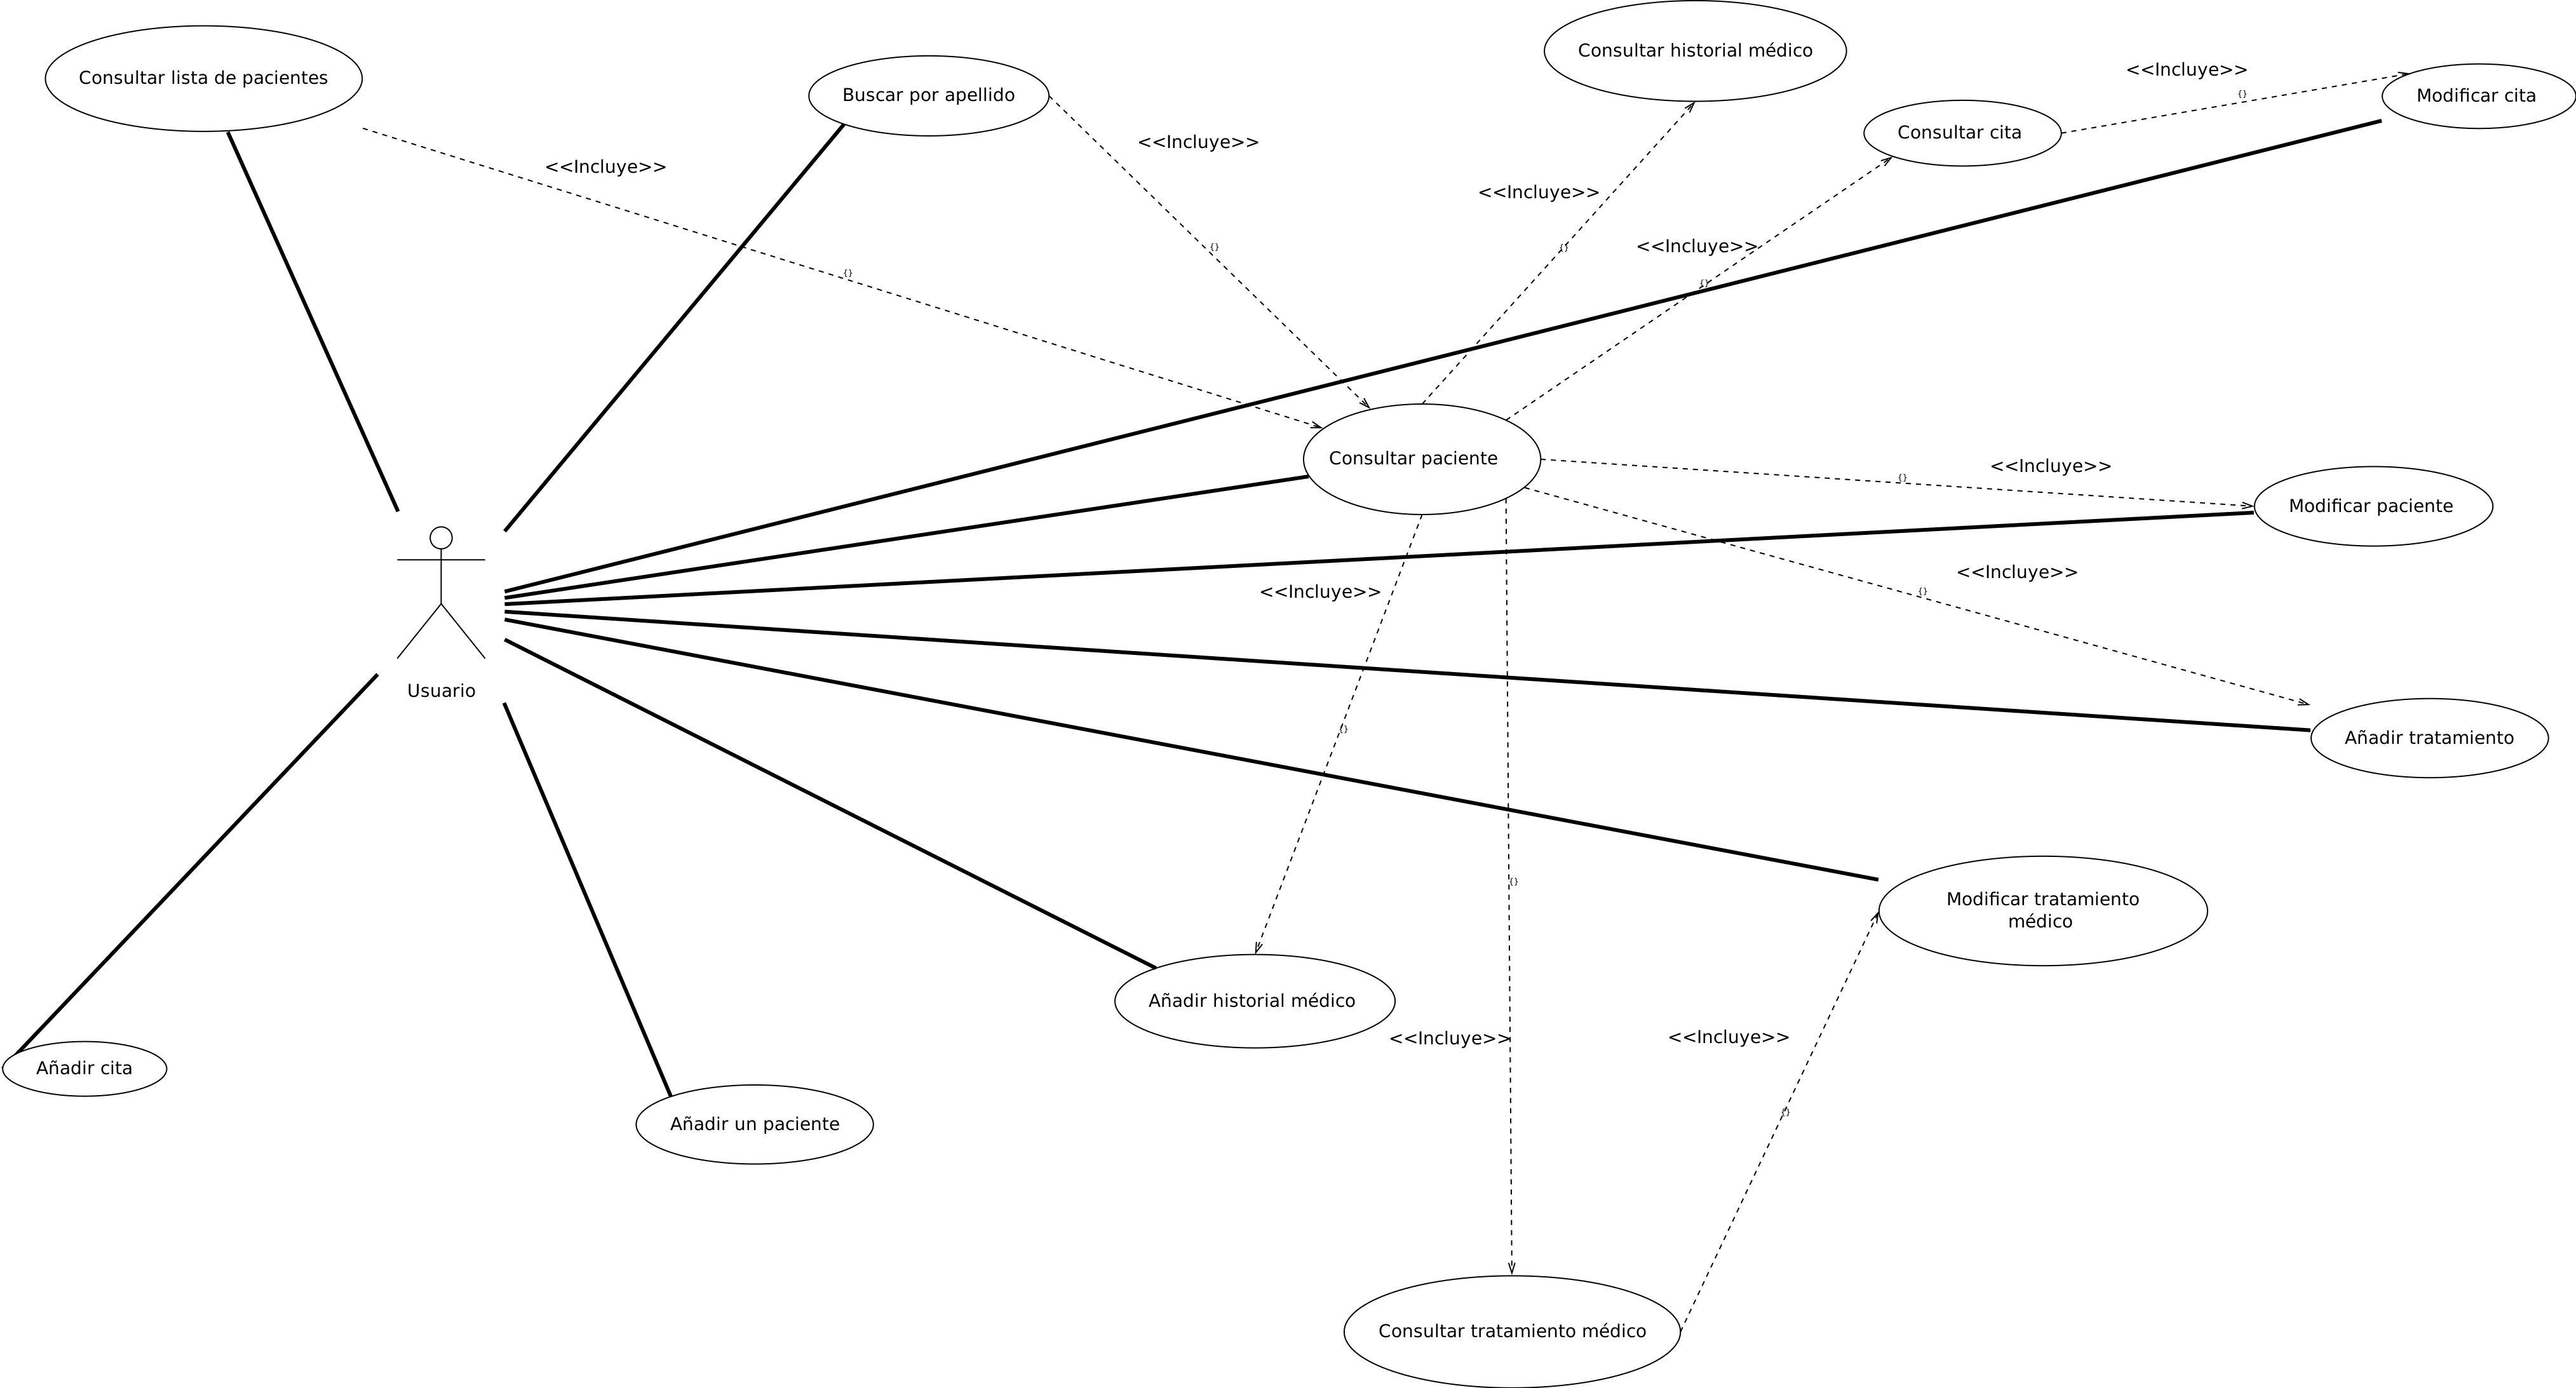 Consultar historial médico
<<Incluye>>
Consultar lista de pacientes
Buscar por apellido
Modificar cita
{}
Consultar cita
<<Incluye>>
<<Incluye>>
<<Incluye>>
<<Incluye>>
{}
{}
{}
{}
Consultar paciente
<<Incluye>>
{}
Modificar paciente
<<Incluye>>
<<Incluye>>
{}
Usuario
{}
Añadir tratamiento
{}
Modificar tratamiento
médico
Añadir historial médico
<<Incluye>>
<<Incluye>>
Añadir cita
{}
Añadir un paciente
Consultar tratamiento médico